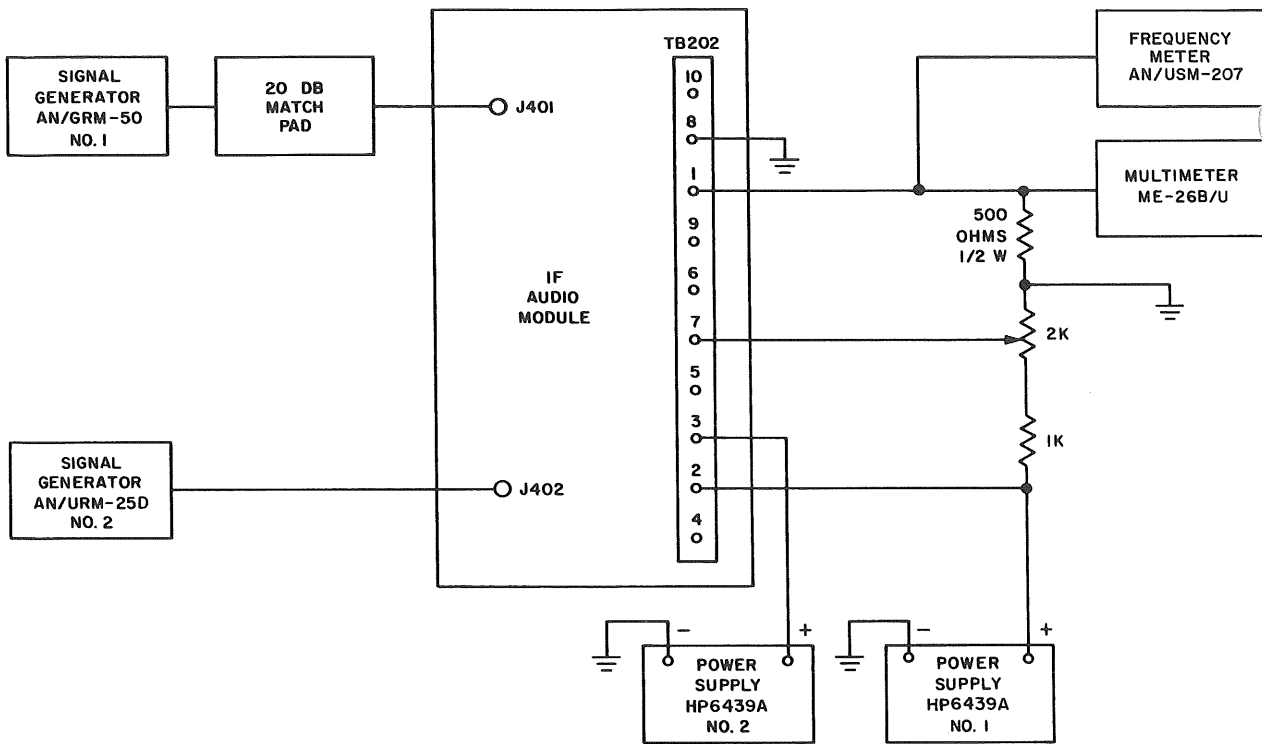 SIGNAL
GENERATOR
AN/GRM-50
NO. 1
20 DB
MATCH
PAD
J401
SIGNAL
GENERATOR
AN/URM-25D
NO. 2
J402
IF
AUDIO
MODULE
TB202
10
8
1
9
6
7
5
3
2
4
FREQUENCY
METER
AN/USM-207
MULTIMETER
ME-26B/U
500
OHMS
1/2 W
2K
1K
- +
POWER
SUPPLY
HP6439A
NO. 2
- +
POWER
SUPPLY
HP6439A
NO. 1